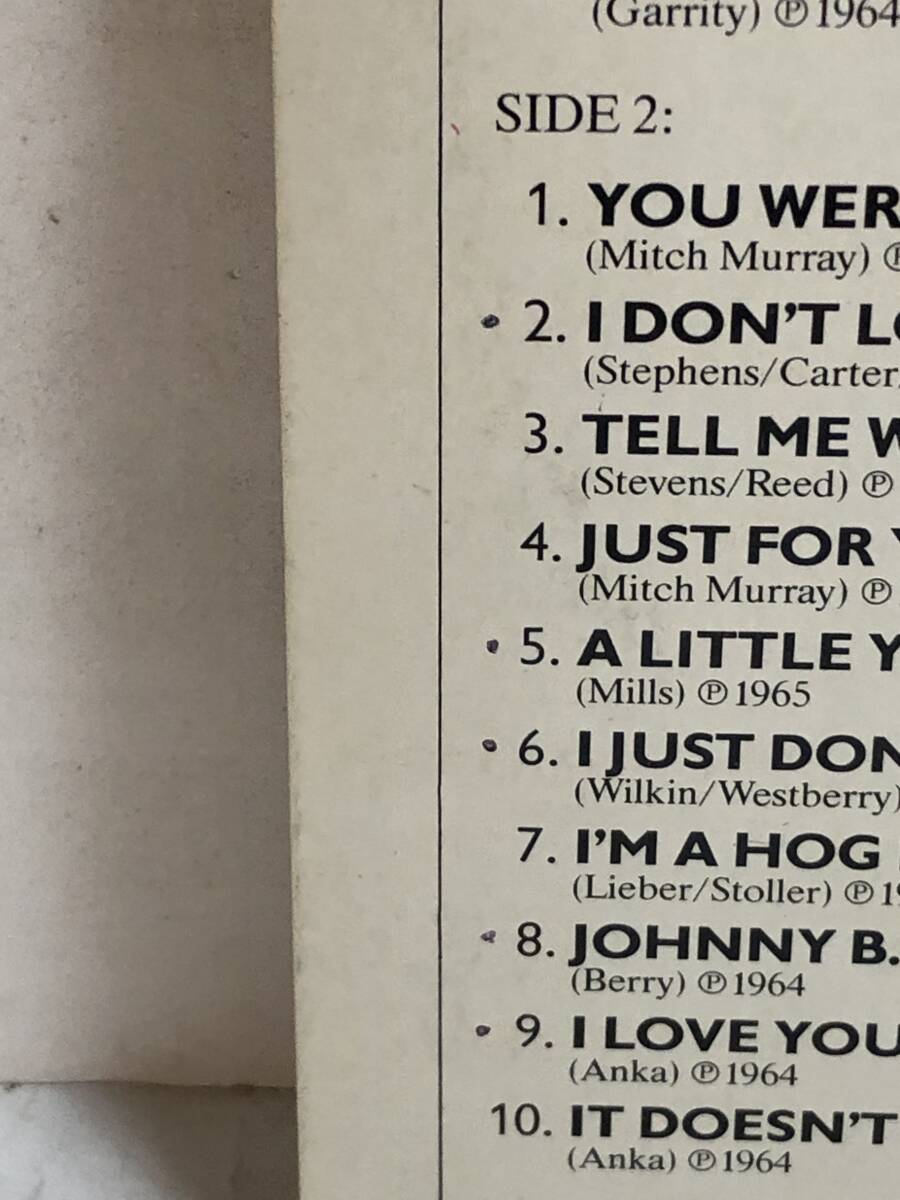 (Garrity) ℗ 1964
SIDE 2:
1. YOU WER
(Mitch Murray) ℗
2. I DON'T LO
(Stephens/Carter/
3. TELL ME W
(Stevens/Reed) ℗
4. JUST FOR Y
(Mitch Murray) ℗
5. A LITTLE Y
(Mills) ℗ 1965
6. I JUST DON
(Wilkin/Westberry)
7. I'M A HOG
(Lieber/Stoller) ℗ 19
8. JOHNNY B.
(Berry) ℗ 1964
9. I LOVE YOU
(Anka) ℗ 1964
10. IT DOESN'T
(Anka) ℗ 1964